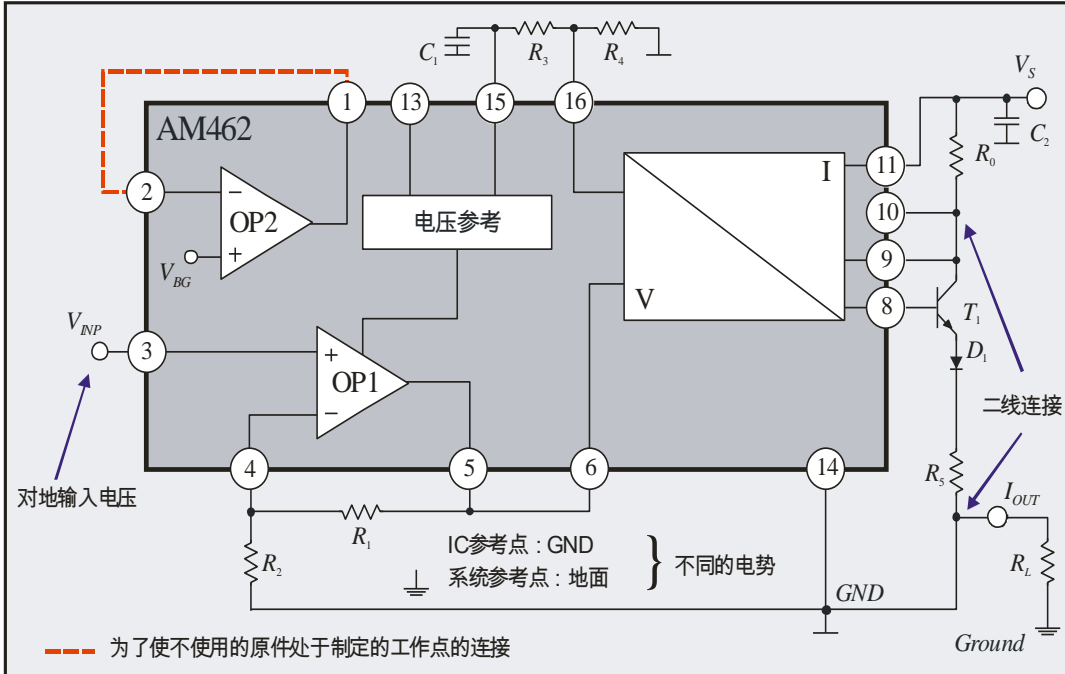 C1
R3
R4
VS
1
13
15
16
C2
AM462
R0
I
11
2
OP2
电压参考
10
VBG
9
V
8
T1
VINP
D1
3
OP1
二线连接
4
5
6
14
R5
对地输入电压
IOUT
R1
R2
IC参考点:GND
系统参考点:地面
不同的电势
RL
GND
为了使不使用的原件处于制定的工作点的连接
Ground